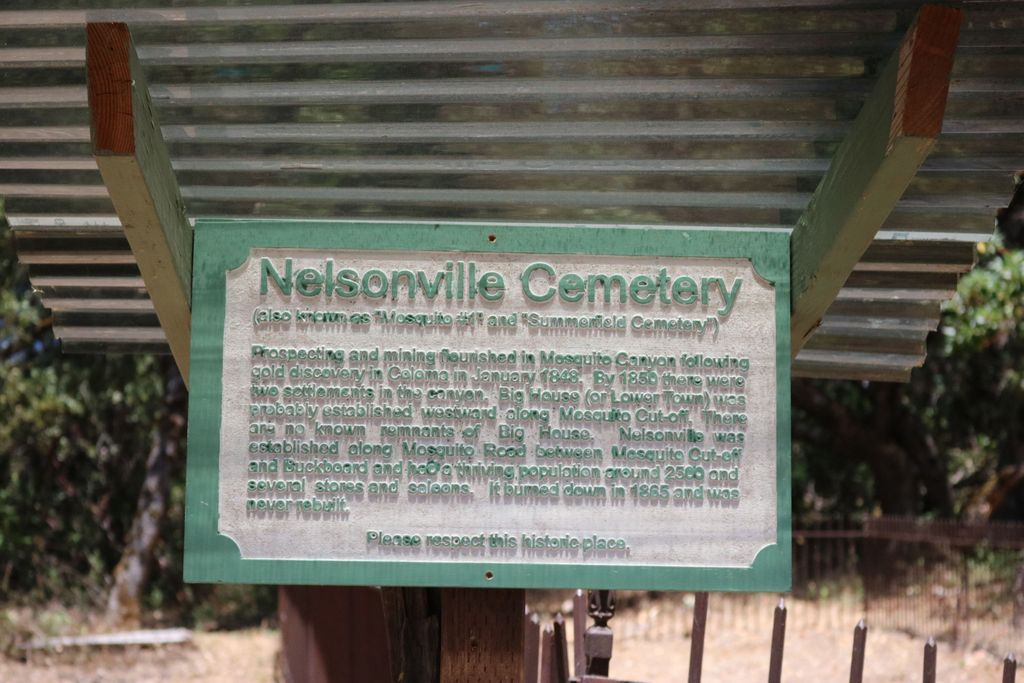 Nelsonville Cemetery
(also known as "Mosquito #1" and "Summerfield Cemetery")
Prospecting and mining flourished in Mosquito Canyon following
gold discovery in Coloma in January 1848. By 1850 there were
two settlements in the canyon. Big House (or Lower Town) was
probably established westward along Mosquito Cut-off. There
are no known remnants of Big House. Nelsonville was
established along Mosquito Road between Mosquito Cut-off
and Buckboard and had a thriving population around 2500 and
several stores and saloons. It burned down in 1865 and was
never rebuilt.
Please respect this historic place.